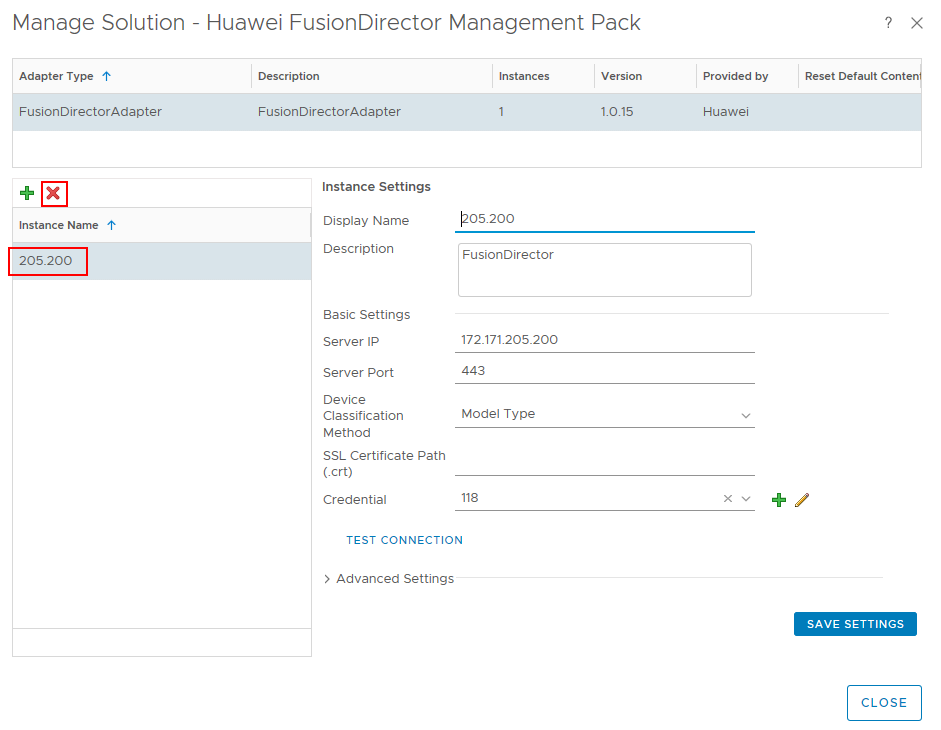 Manage Solution - Huawei FusionDirector Management Pack
?
Adapter Type Description Instances Version Provided by Reset Default Content
FusionDirectorAdapter FusionDirectorAdapter 1 1.0.15 Huawei
Instance Name
205.200
Instance Settings
Display Name 205.200
Description FusionDirector
Basic Settings
Server IP 172.171.205.200
Server Port 443
Device
Classification
Method
Model Type
SSL Certificate Path
(.crt)
Credential 118
TEST CONNECTION
Advanced Settings
SAVE SETTINGS
CLOSE